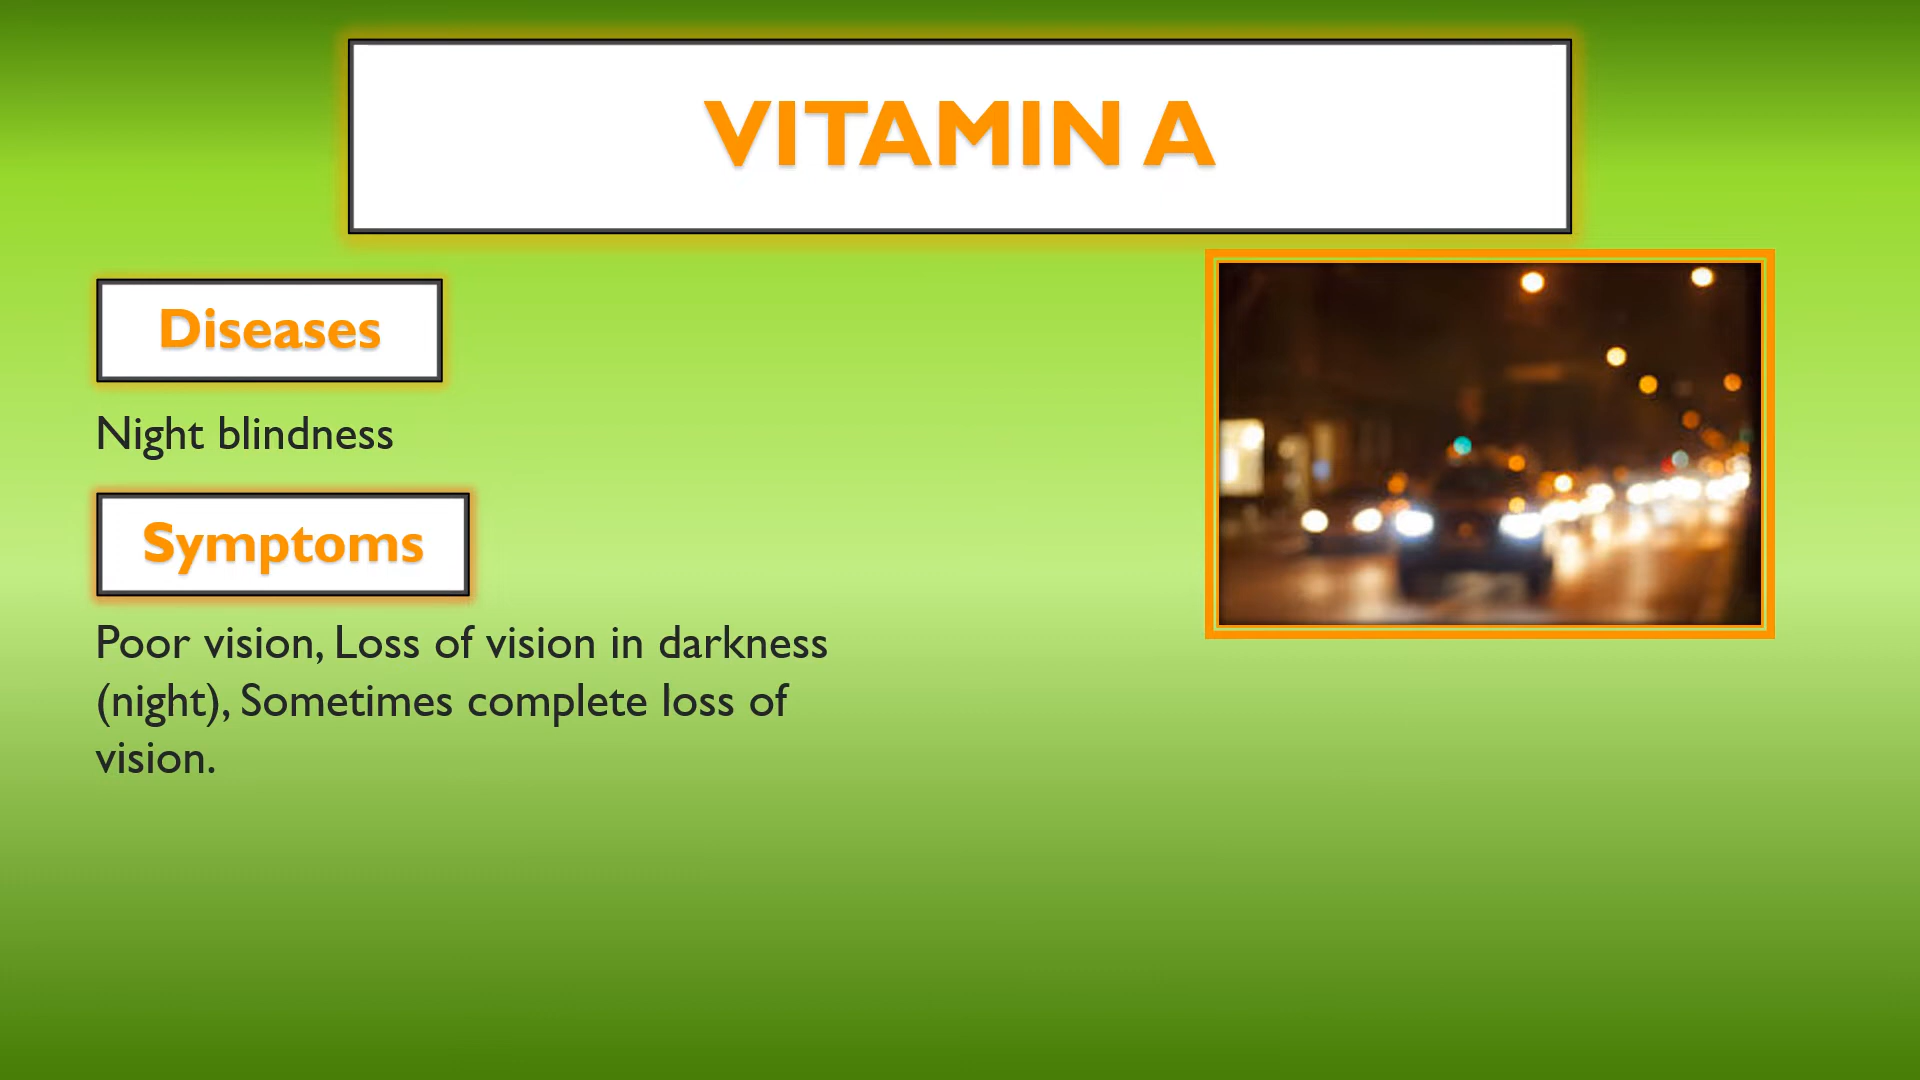 VITAMIN A
Diseases
Night blindness
Symptoms
Poor vision, Loss of vision in darkness
(night), Sometimes complete loss of
vision.